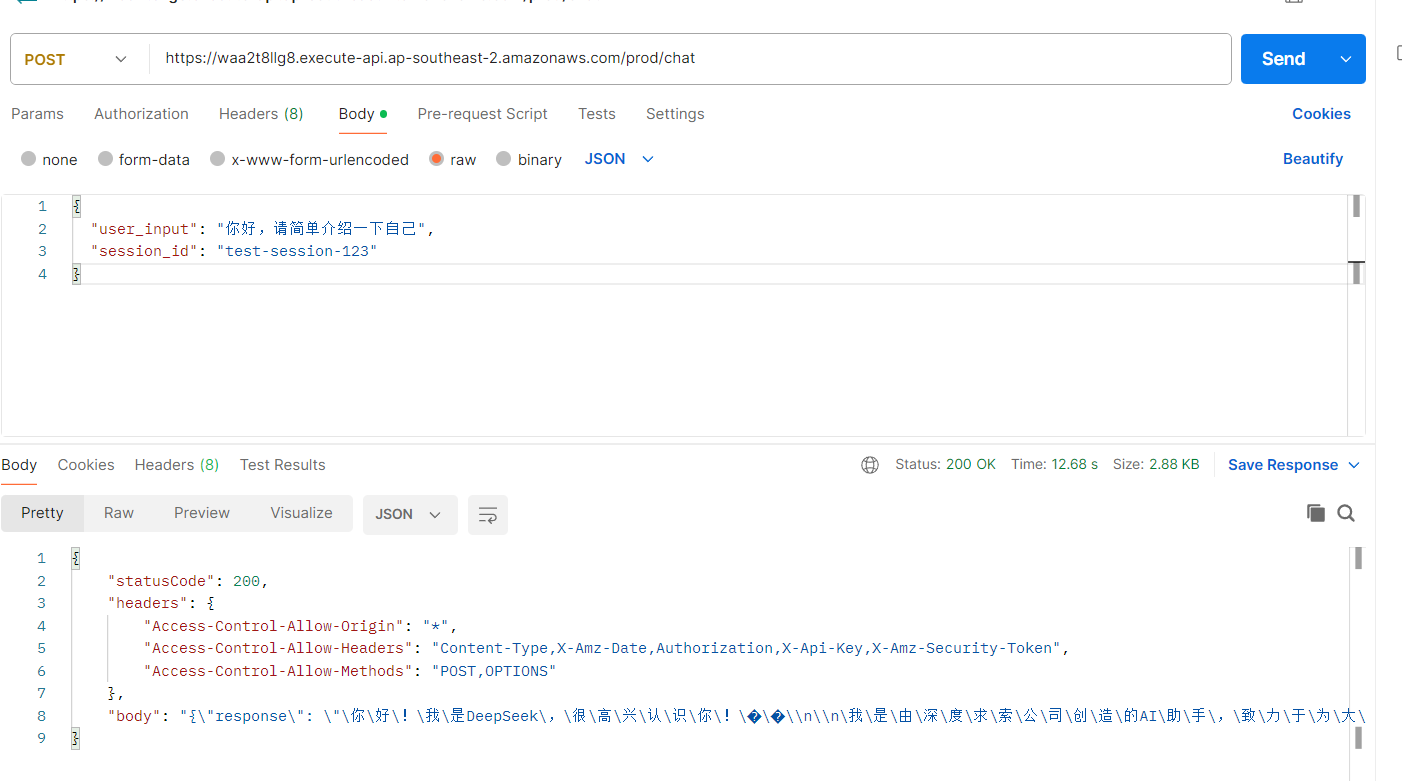 POST
https://waa2t8llg8.execute-api.ap-southeast-2.amazonaws.com/prod/chat
Send
Params Authorization Headers (8) Body Pre-request Script Tests Settings Cookies
none form-data x-www-form-urlencoded raw binary JSON Beautify
1 {
2 "user_input": "你好，请简单介绍一下自己",
3 "session_id": "test-session-123"
4 }
Body Cookies Headers (8) Test Results Status: 200 OK Time: 12.68 s Size: 2.88 KB Save Response
Pretty Raw Preview Visualize JSON
1 {
2 "statusCode": 200,
3 "headers": {
4 "Access-Control-Allow-Origin": "*",
5 "Access-Control-Allow-Headers": "Content-Type,X-Amz-Date,Authorization,X-Api-Key,X-Amz-Security-Token",
6 "Access-Control-Allow-Methods": "POST,OPTIONS"
7 },
8 "body": "{\"response\": \"\你\好\！\我\是DeepSeek\，\很\高\兴\认\识\你\！\�\�\\n\\n\我\是\由\深\度\求\索\公\司\创\造\的AI\助\手\，\致\力\于\为\大\
9 }